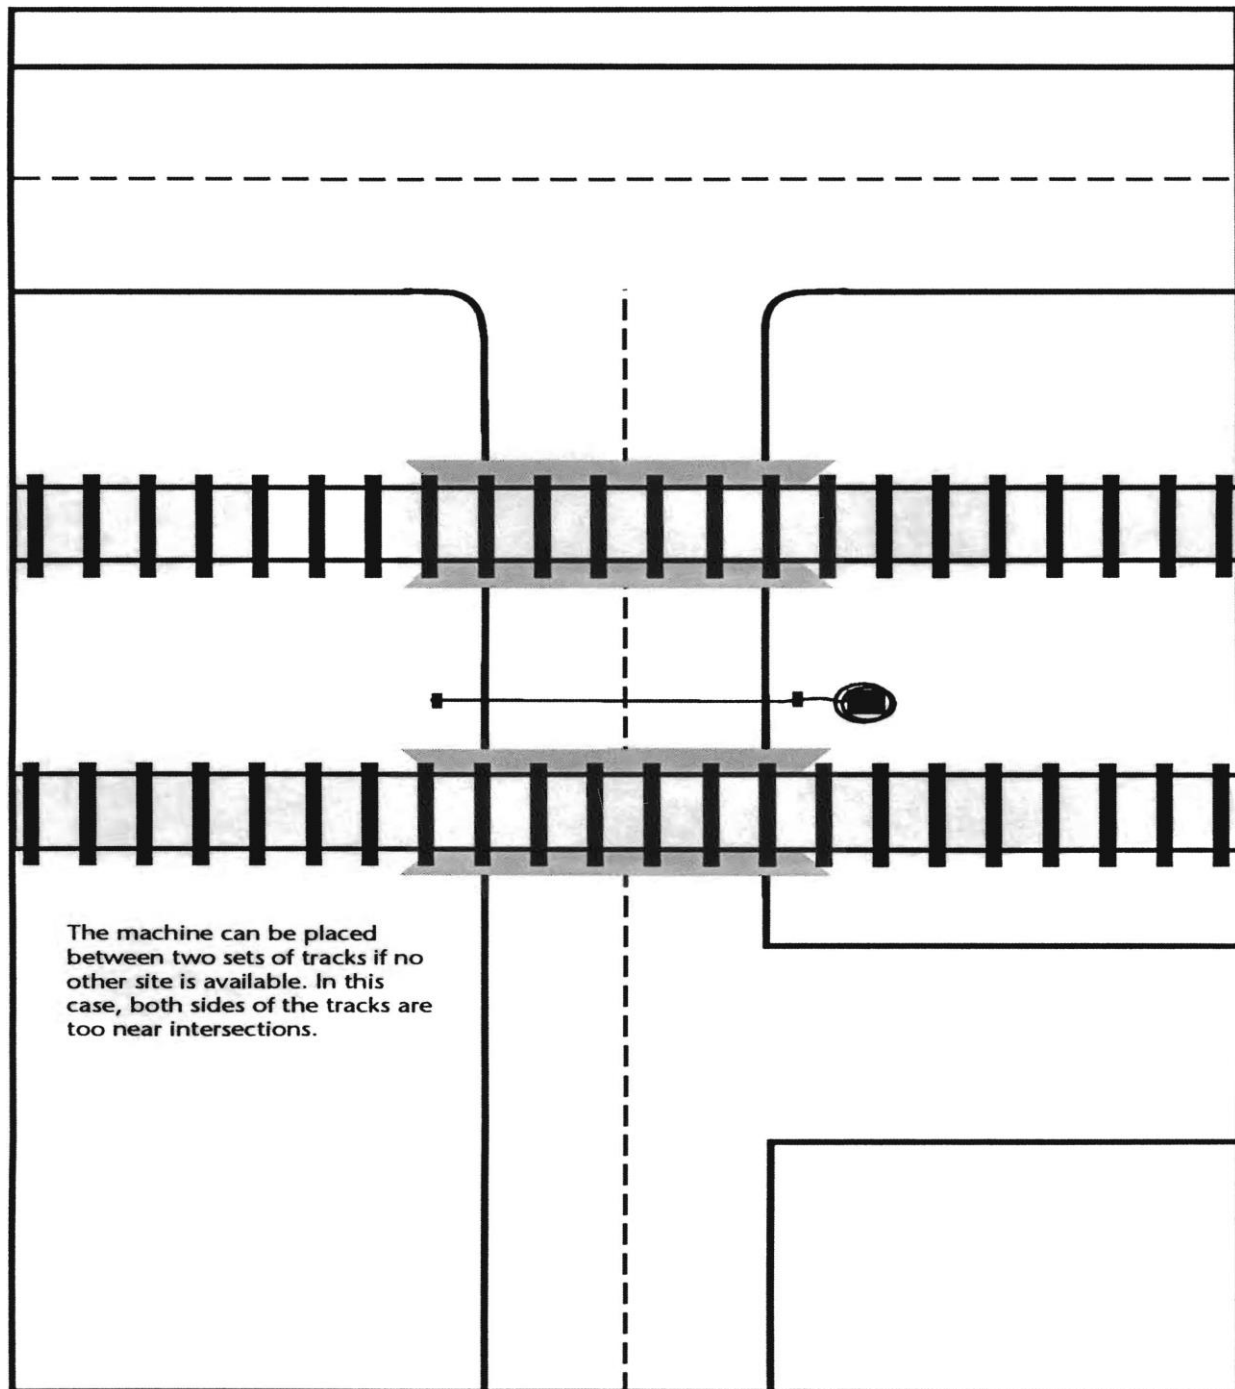 The machine can be placed
between two sets of tracks if no
other site is available. In this
case, both sides of the tracks are
too near intersections.